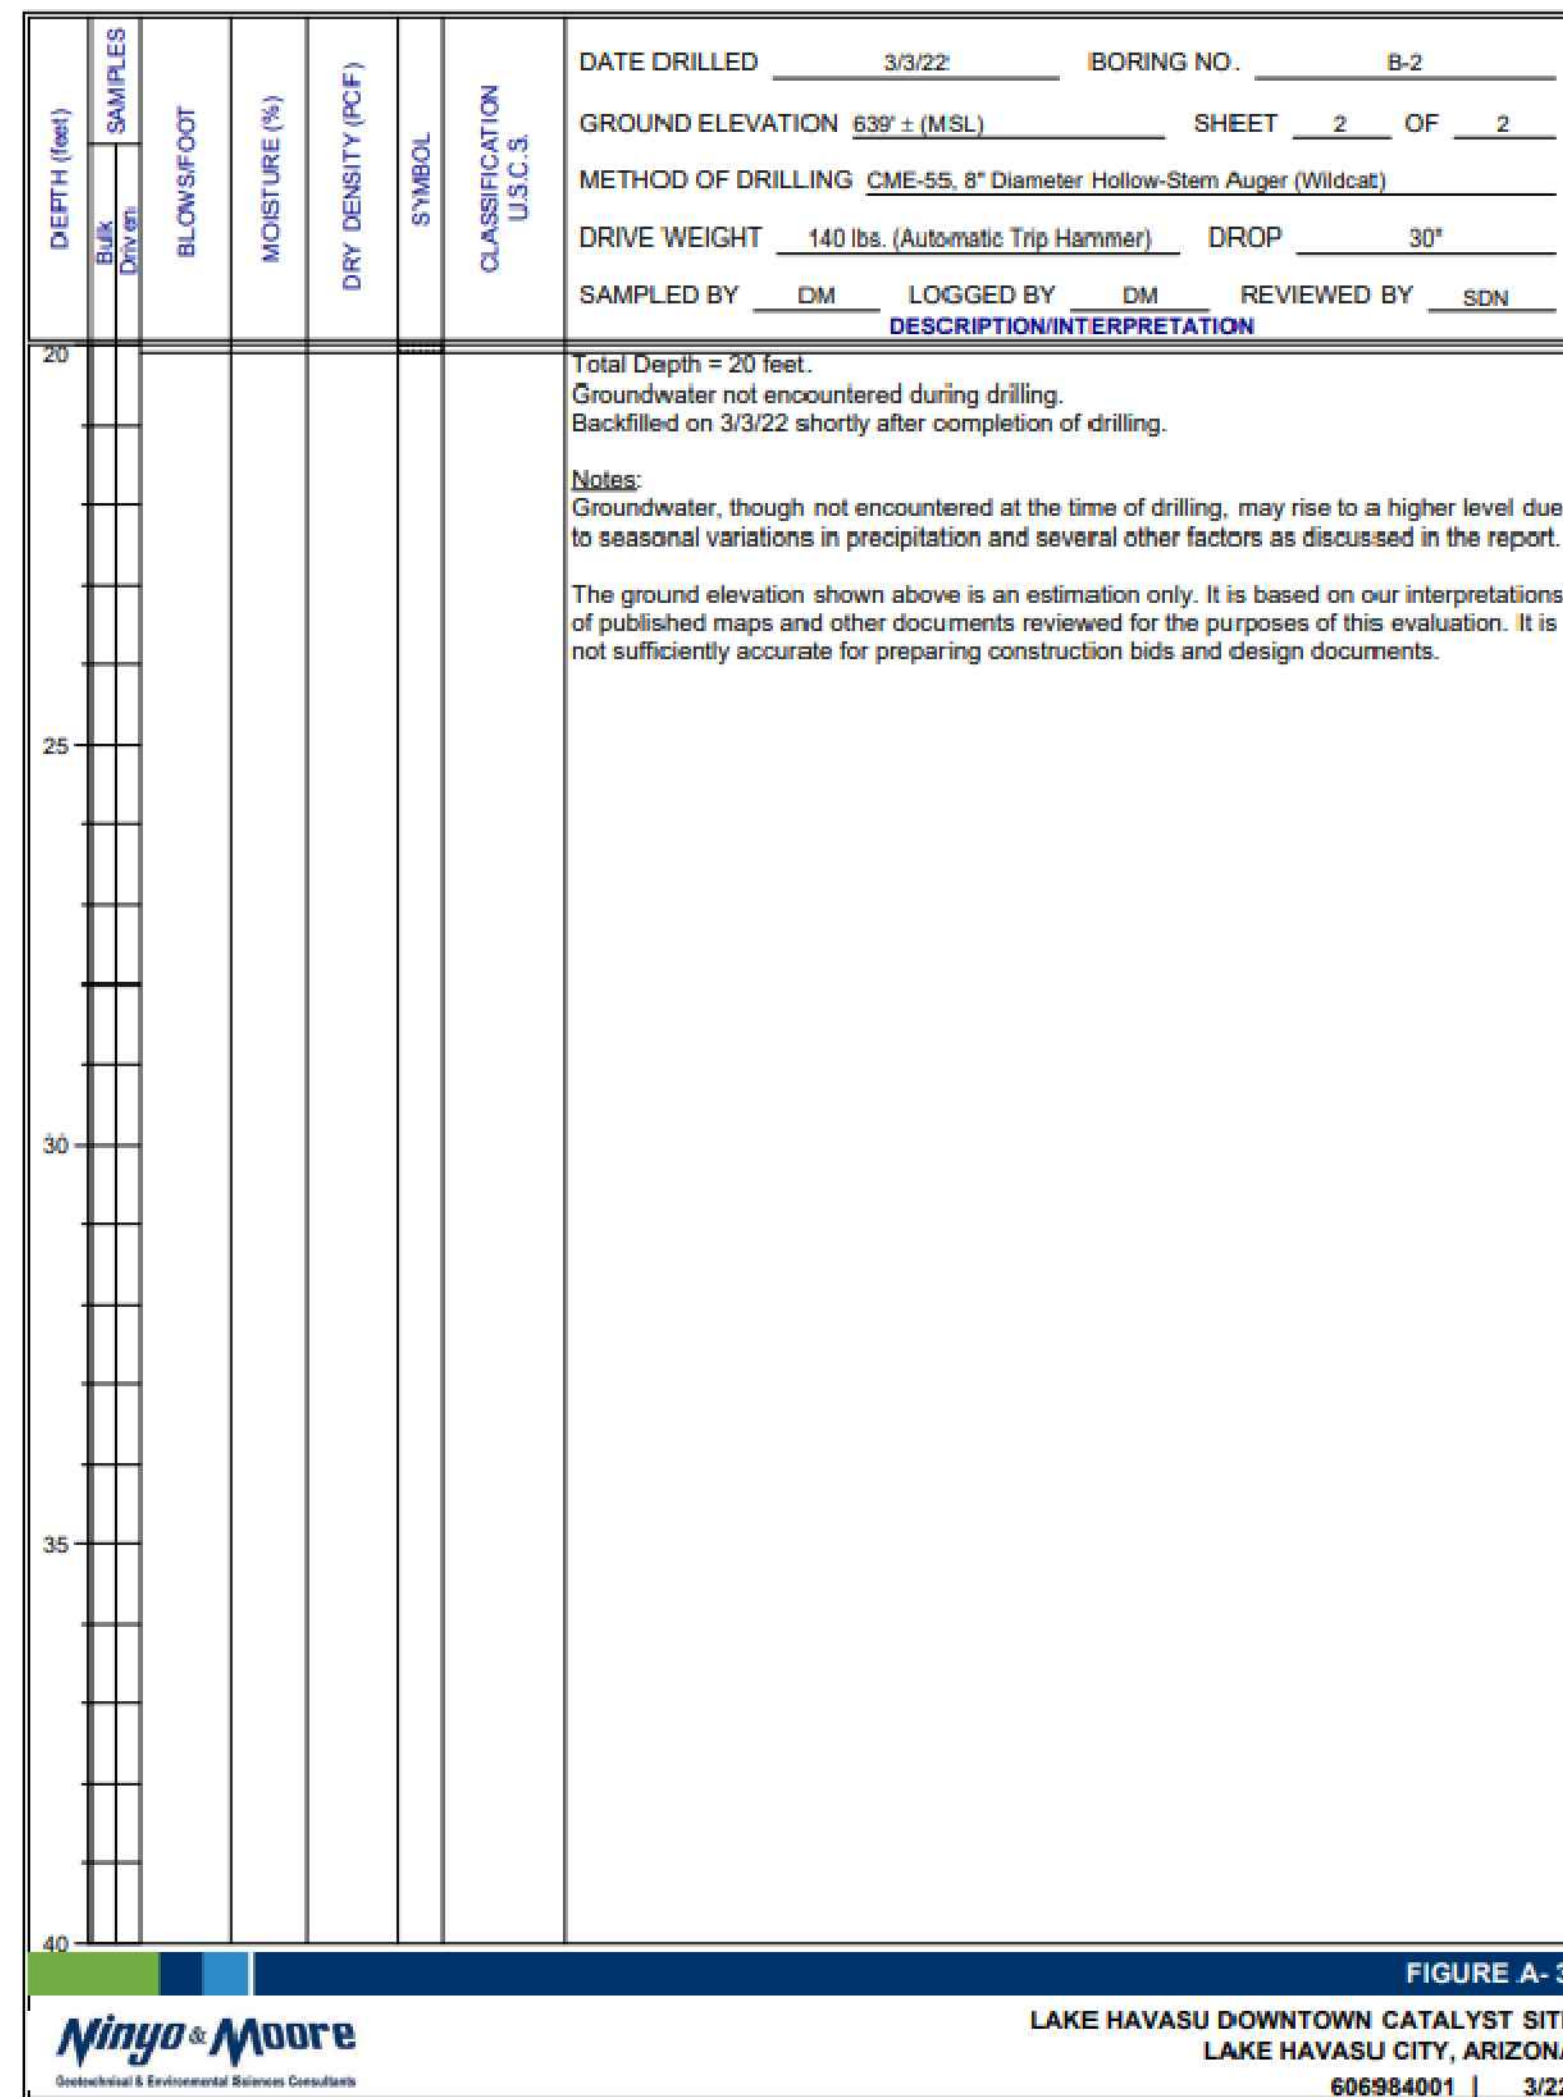 DEPTH (feet)
SAMPLES
Bulk
Driven
BLOWS/FOOT
MOISTURE (%)
DRY DENSITY (PCF)
SYMBOL
CLASSIFICATION
U.S.C.S.
DATE DRILLED 3/3/22 BORING NO. B-2
GROUND ELEVATION 639' ± (MSL) SHEET 2 OF 2
METHOD OF DRILLING CME-55, 8" Diameter Hollow-Stem Auger (Wildcat)
DRIVE WEIGHT 140 lbs. (Automatic Trip Hammer) DROP 30"
SAMPLED BY DM LOGGED BY DM REVIEWED BY SDN
DESCRIPTION/INTERPRETATION
20
Total Depth = 20 feet.
Groundwater not encountered during drilling.
Backfilled on 3/3/22 shortly after completion of drilling.
Notes:
Groundwater, though not encountered at the time of drilling, may rise to a higher level due
to seasonal variations in precipitation and several other factors as discussed in the report.
The ground elevation shown above is an estimation only. It is based on our interpretations
of published maps and other documents reviewed for the purposes of this evaluation. It is
not sufficiently accurate for preparing construction bids and design documents.
25
30
35
40
FIGURE A- 3
LAKE HAVASU DOWNTOWN CATALYST SITE
LAKE HAVASU CITY, ARIZONA
606984001 | 3/22
Ninyo & Moore
Geotechnical & Environmental Sciences Consultants